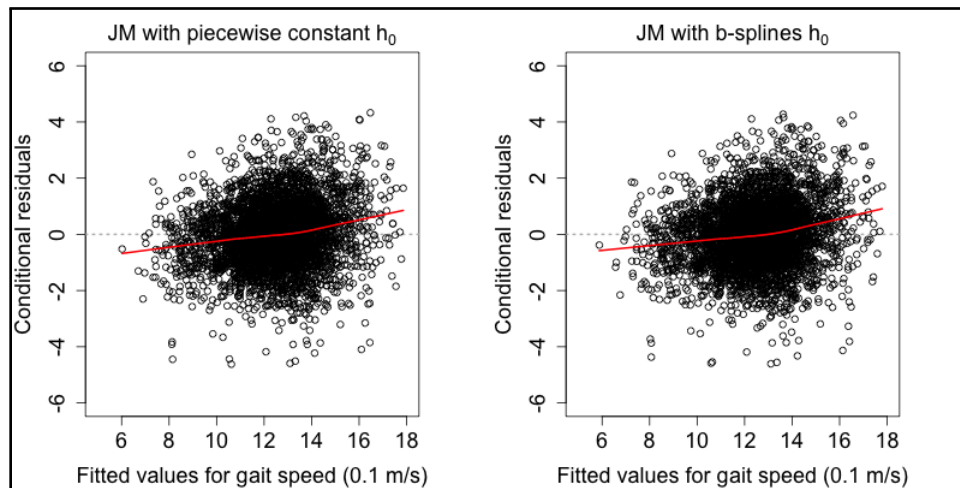 JM with piecewise constant h₀
Conditional residuals
6
4
2
0
-2
-4
-6
6 8 10 12 14 16 18
Fitted values for gait speed (0.1 m/s)
JM with b-splines h₀
Conditional residuals
6
4
2
0
-2
-4
-6
6 8 10 12 14 16 18
Fitted values for gait speed (0.1 m/s)